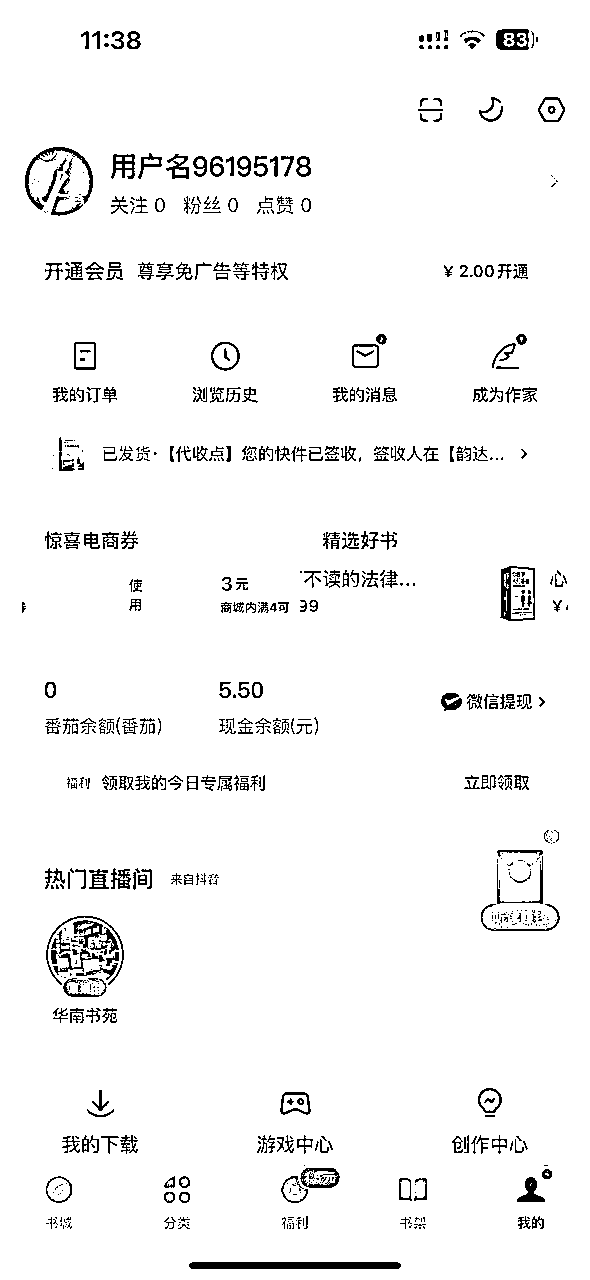 11:38
83
用户名96195178
关注 0 粉丝 0 点赞 0
开通会员 尊享免广告等特权 ¥ 2.00开通
我的订单 浏览历史 我的消息 成为作家
已发货·【代收点】您的快件已签收，签收人在【韵达...
惊喜电商券 精选好书
使用 3元 不读的法律... 心
商城内满4可 99 ¥
0 5.50 微信提现
番茄余额(番茄) 现金余额(元)
福利 领取我的今日专属福利 立即领取
热门直播间 来自抖音
华南书苑
我的下载 游戏中心 创作中心
书城 分类 福利 书架 我的